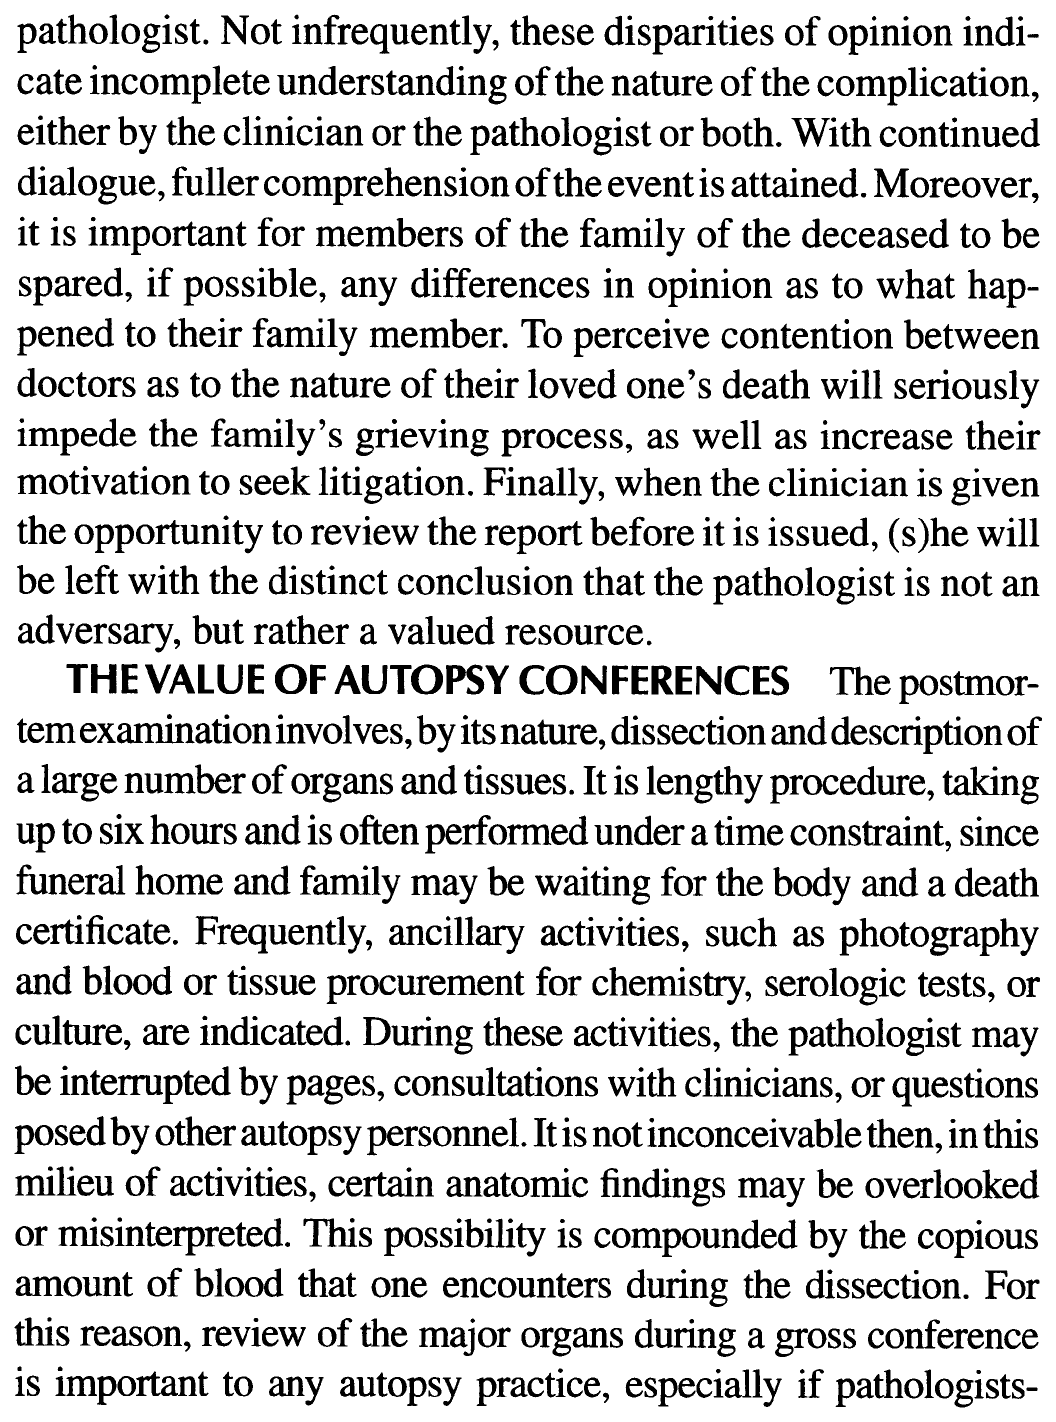 pathologist. Not infrequently, these disparities of opinion indi-
cate incomplete understanding of the nature of the complication,
either by the clinician or the pathologist or both. With continued
dialogue, fuller comprehension of the event is attained. Moreover,
it is important for members of the family of the deceased to be
spared, if possible, any differences in opinion as to what hap-
pened to their family member. To perceive contention between
doctors as to the nature of their loved one's death will seriously
impede the family's grieving process, as well as increase their
motivation to seek litigation. Finally, when the clinician is given
the opportunity to review the report before it is issued, (s)he will
be left with the distinct conclusion that the pathologist is not an
adversary, but rather a valued resource.
THE VALUE OF AUTOPSY CONFERENCES The postmor-
tem examination involves, by its nature, dissection and description of
a large number of organs and tissues. It is lengthy procedure, taking
up to six hours and is often performed under a time constraint, since
funeral home and family may be waiting for the body and a death
certificate. Frequently, ancillary activities, such as photography
and blood or tissue procurement for chemistry, serologic tests, or
culture, are indicated. During these activities, the pathologist may
be interrupted by pages, consultations with clinicians, or questions
posed by other autopsy personnel. It is not inconceivable then, in this
milieu of activities, certain anatomic findings may be overlooked
or misinterpreted. This possibility is compounded by the copious
amount of blood that one encounters during the dissection. For
this reason, review of the major organs during a gross conference
is important to any autopsy practice, especially if pathologists-